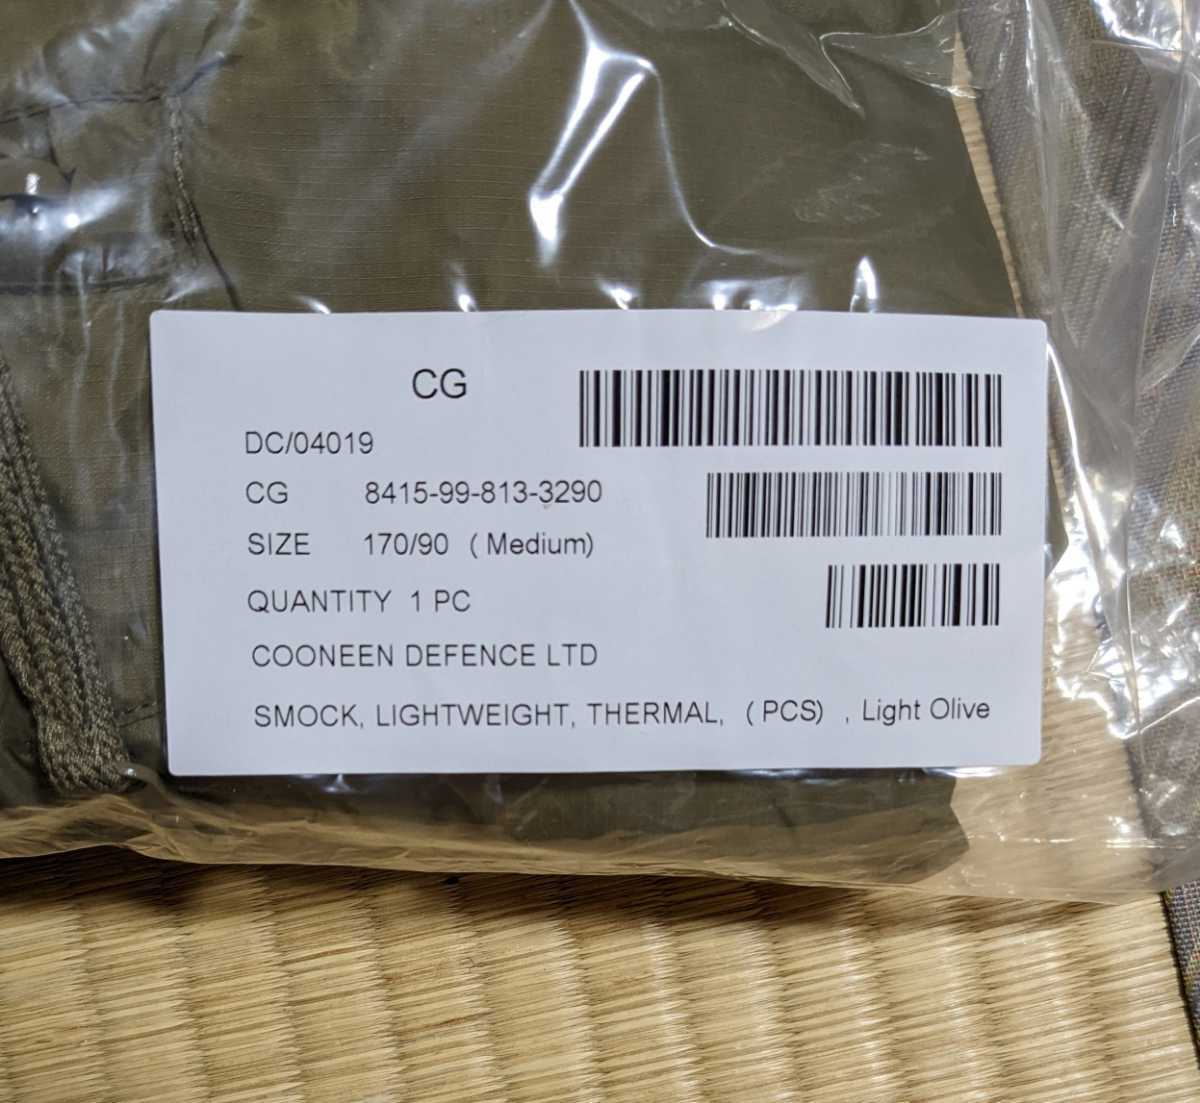 CG
DC/04019
CG 8415-99-813-3290
SIZE 170/90 ( Medium)
QUANTITY 1 PC
COONEEN DEFENCE LTD
SMOCK, LIGHTWEIGHT, THERMAL, ( PCS) , Light Olive